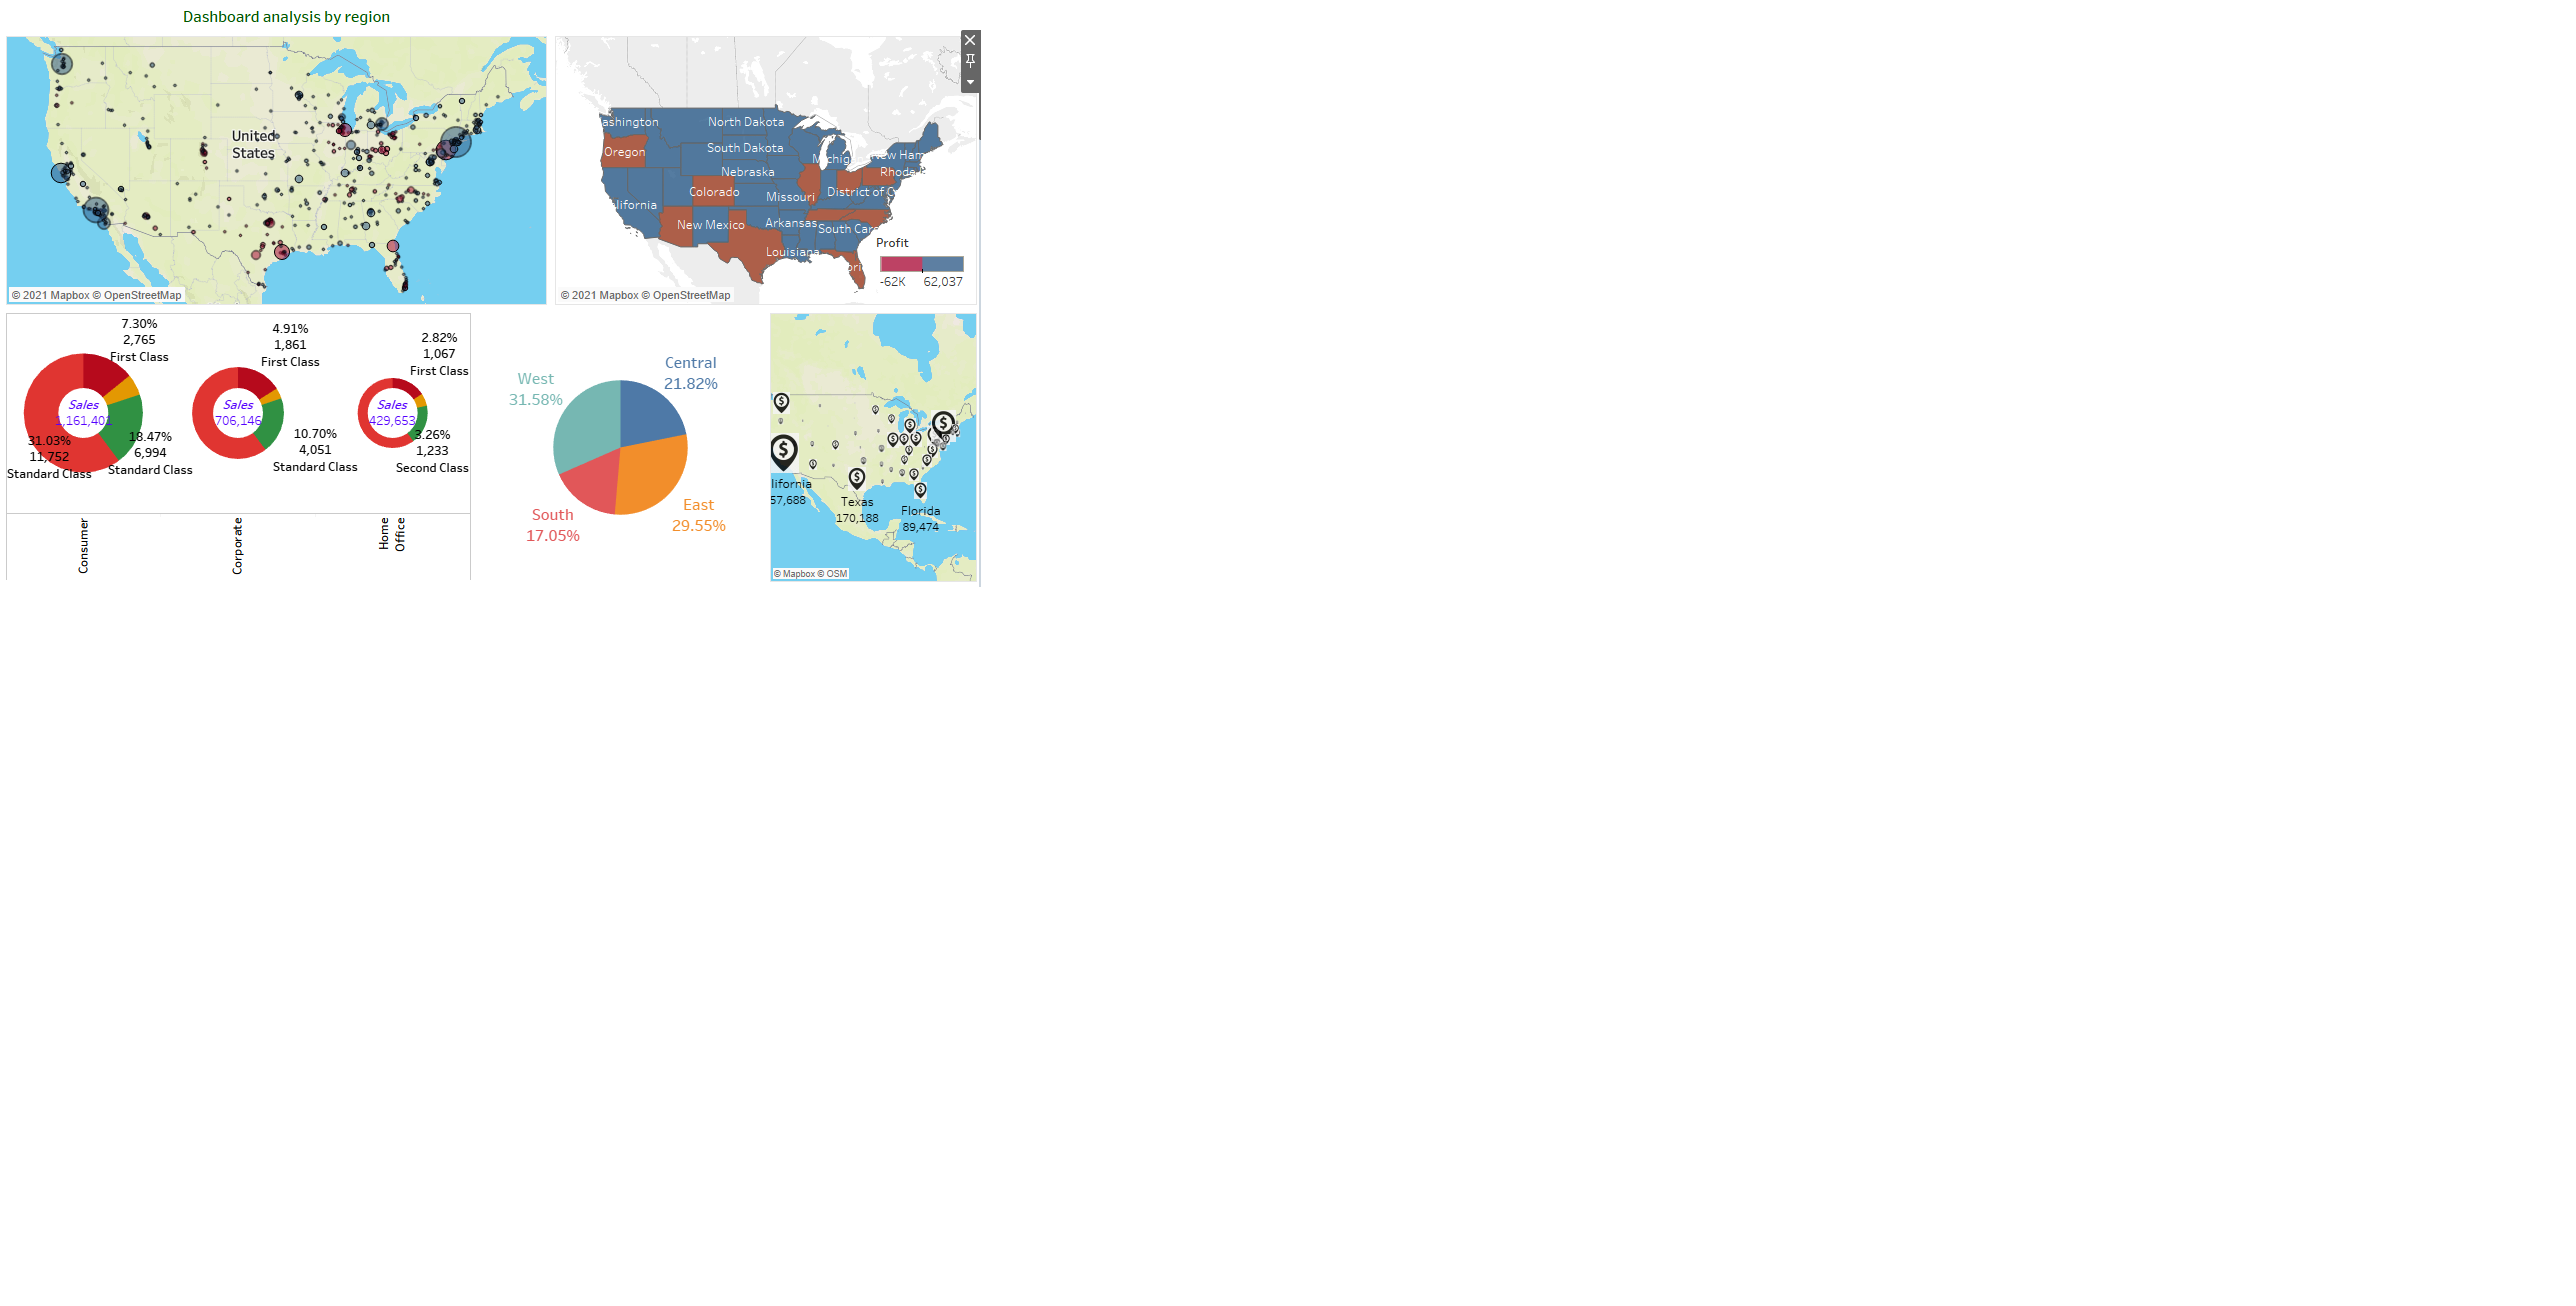 Dashboard analysis by region
United
States
© 2021 Mapbox © OpenStreetMap
ashington
North Dakota
Oregon
South Dakota
Michig
New Ham
Nebraska
Rhode
Colorado
Missouri
District of C
lifornia
New Mexico
Arkansas
South Car
Louisiana
Profit
-62K 62,037
© 2021 Mapbox © OpenStreetMap
7.30%
2,765
First Class
Sales
1,161,401
31.03%
11,752
Standard Class
18.47%
6,994
Standard Class
4.91%
1,861
First Class
Sales
706,146
10.70%
4,051
Standard Class
2.82%
1,067
First Class
Sales
429,653
3.26%
1,233
Second Class
Consumer
Corporate
Home
Office
Central
21.82%
West
31.58%
East
29.55%
South
17.05%
lifornia
57,688
Texas
170,188
Florida
89,474
© Mapbox © OSM